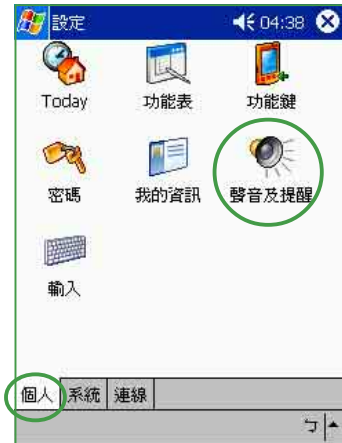 設定 04:38
Today 功能表 功能鍵
密碼 我的資訊 聲音及提醒
輸入
個人 系統 連線
ㄅ